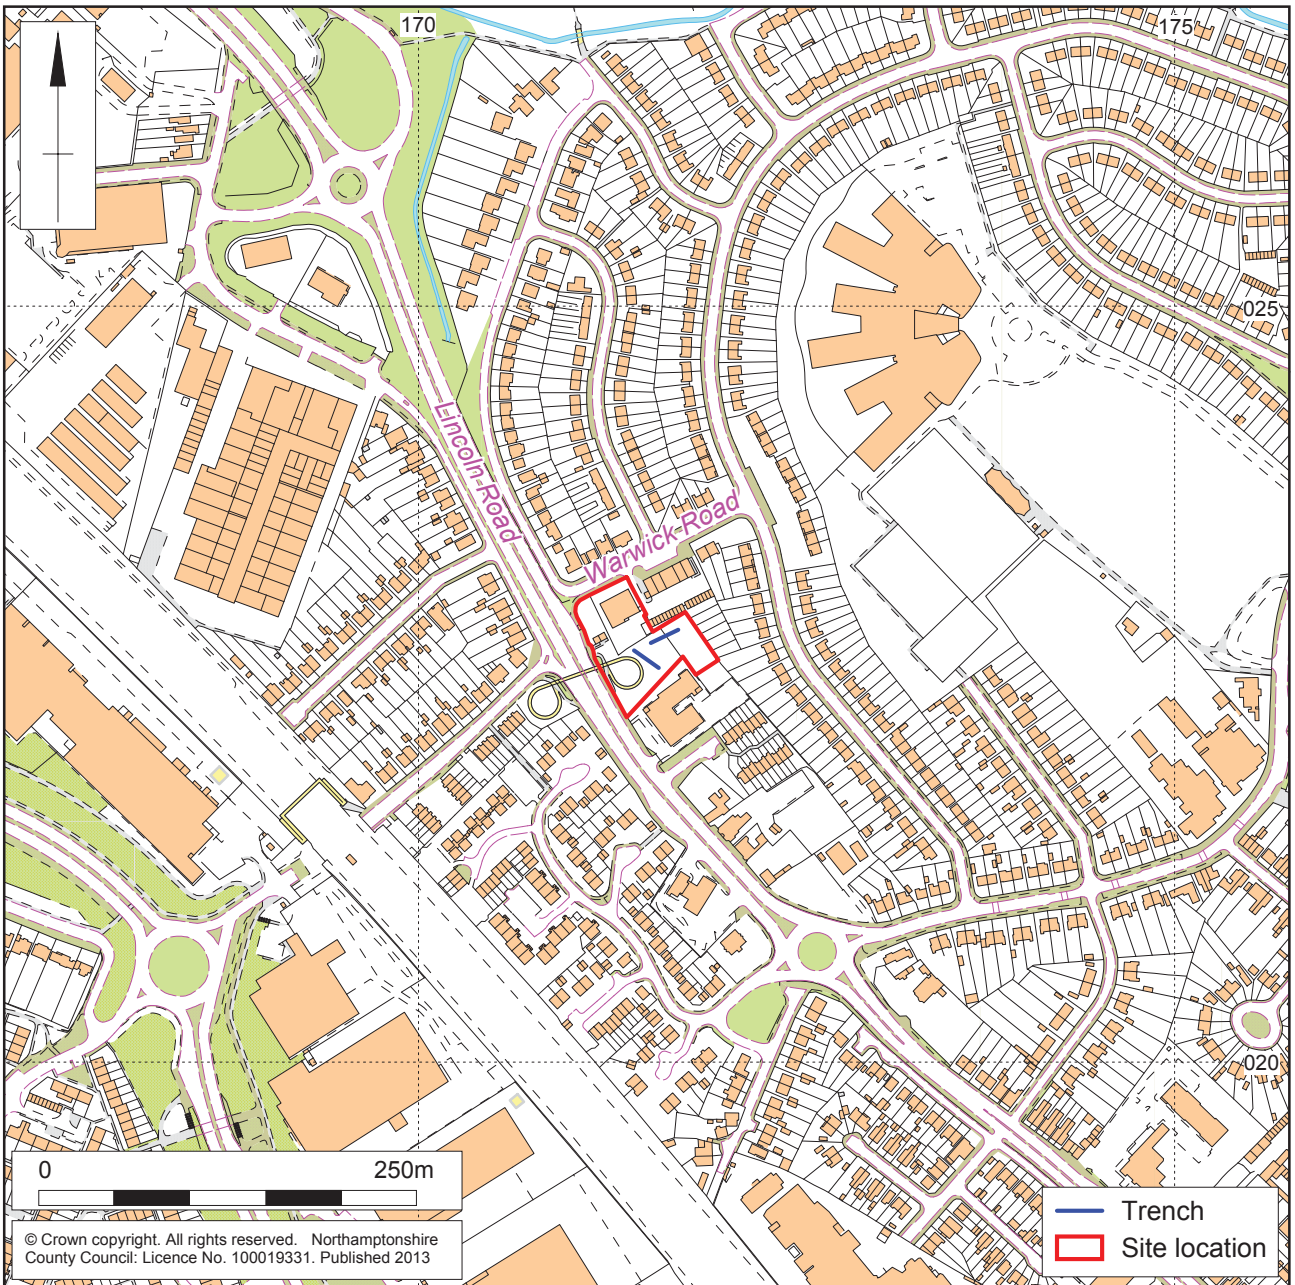 170
175
025
Lincoln Road
Warwick Road
020
0 250m
© Crown copyright. All rights reserved. Northamptonshire
County Council: Licence No. 100019331. Published 2013
Trench
Site location